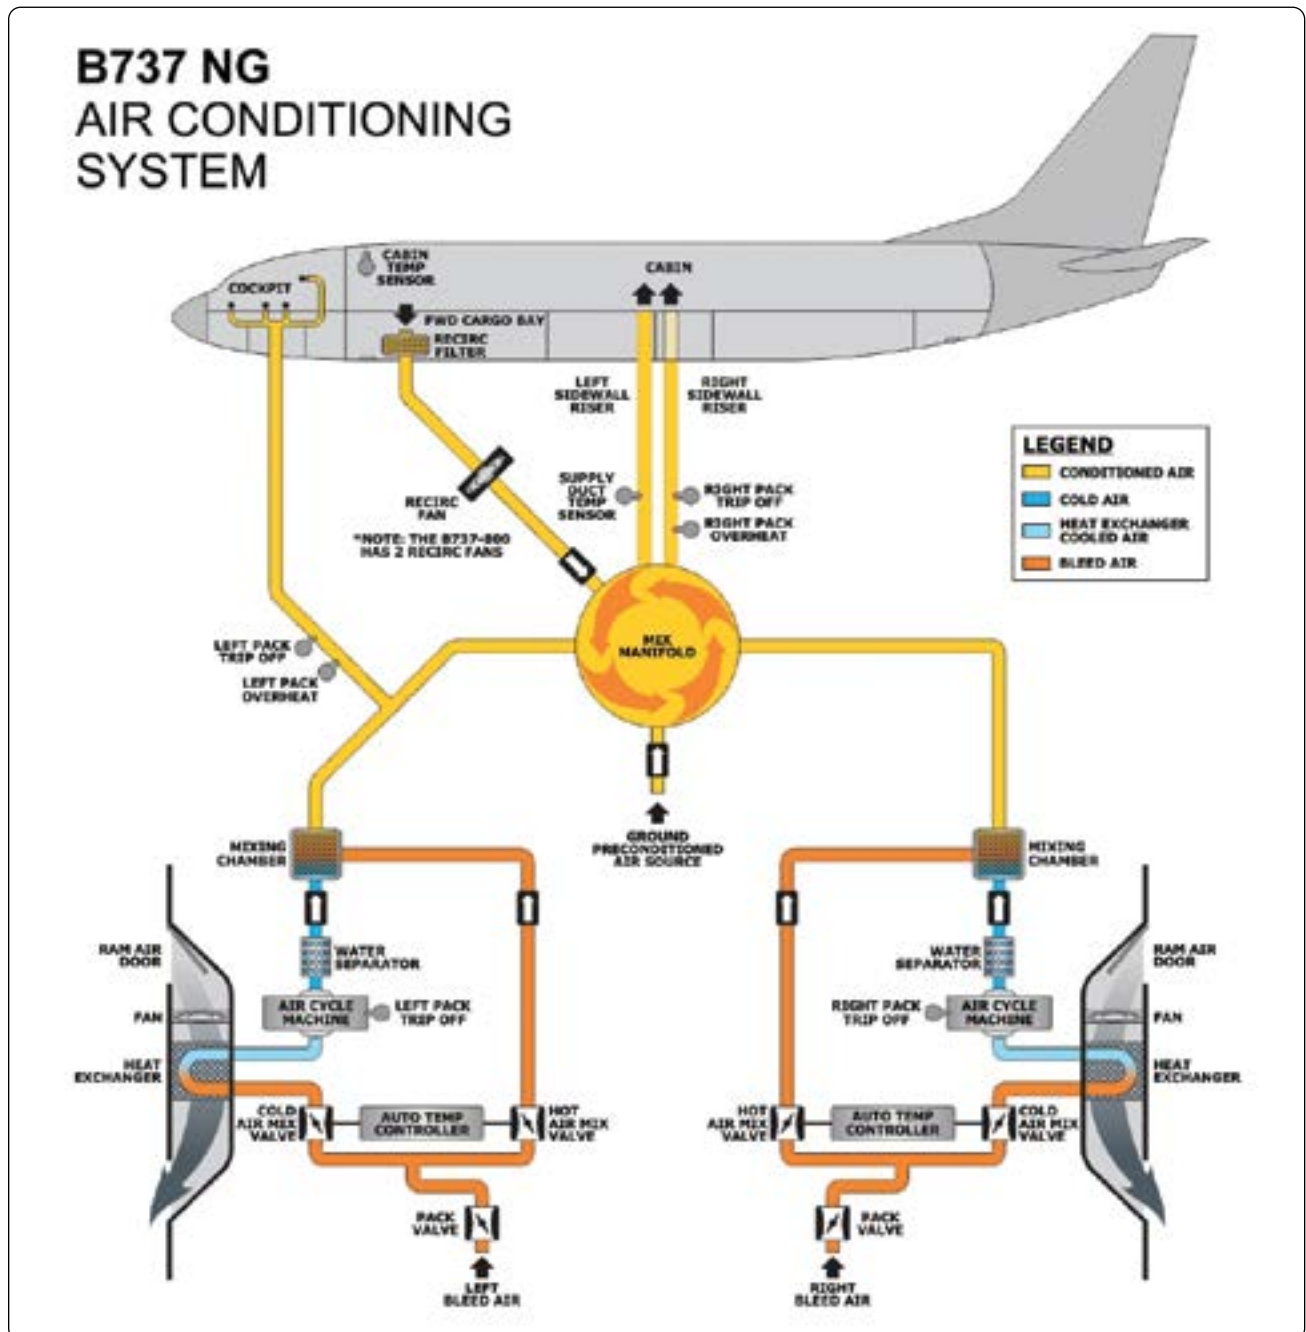 B737 NG
AIR CONDITIONING
SYSTEM
CABIN
TEMP
SENSOR
CABIN
COCKPIT
FWD CARGO BAY
RECIRC
FILTER
LEFT
SIDEWALL
RISER
RIGHT
SIDEWALL
RISER
LEGEND
CONDITIONED AIR
COLD AIR
HEAT EXCHANGER
COOLED AIR
BLEED AIR
SUPPLY
DUCT
TEMP
SENSOR
RIGHT PACK
TRIP OFF
RIGHT PACK
OVERHEAT
RECIRC
FAN
*NOTE: THE B737-800
HAS 2 RECIRC FANS
MIX
MANIFOLD
LEFT PACK
TRIP OFF
LEFT PACK
OVERHEAT
GROUND
PRECONDITIONED
AIR SOURCE
MIXING
CHAMBER
MIXING
CHAMBER
RAM AIR
DOOR
WATER
SEPARATOR
WATER
SEPARATOR
RAM AIR
DOOR
FAN
AIR CYCLE
MACHINE
LEFT PACK
TRIP OFF
RIGHT PACK
TRIP OFF
AIR CYCLE
MACHINE
FAN
HEAT
EXCHANGER
HEAT
EXCHANGER
COLD
AIR MIX
VALVE
AUTO TEMP
CONTROLLER
HOT
AIR MIX
VALVE
HOT
AIR MIX
VALVE
AUTO TEMP
CONTROLLER
COLD
AIR MIX
VALVE
PACK
VALVE
PACK
VALVE
LEFT
BLEED AIR
RIGHT
BLEED AIR